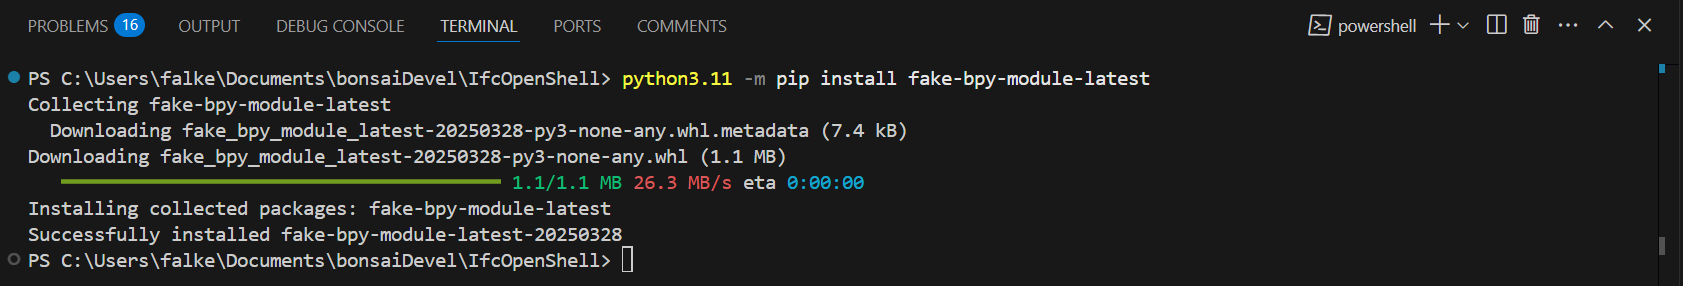 PROBLEMS 16 OUTPUT DEBUG CONSOLE TERMINAL PORTS COMMENTS powershell
PS C:\Users\falke\Documents\bonsaiDevel\IfcOpenShell> python3.11 -m pip install fake-bpy-module-latest
Collecting fake-bpy-module-latest
  Downloading fake_bpy_module_latest-20250328-py3-none-any.whl.metadata (7.4 kB)
Downloading fake_bpy_module_latest-20250328-py3-none-any.whl (1.1 MB)
1.1/1.1 MB 26.3 MB/s eta 0:00:00
Installing collected packages: fake-bpy-module-latest
Successfully installed fake-bpy-module-latest-20250328
PS C:\Users\falke\Documents\bonsaiDevel\IfcOpenShell>